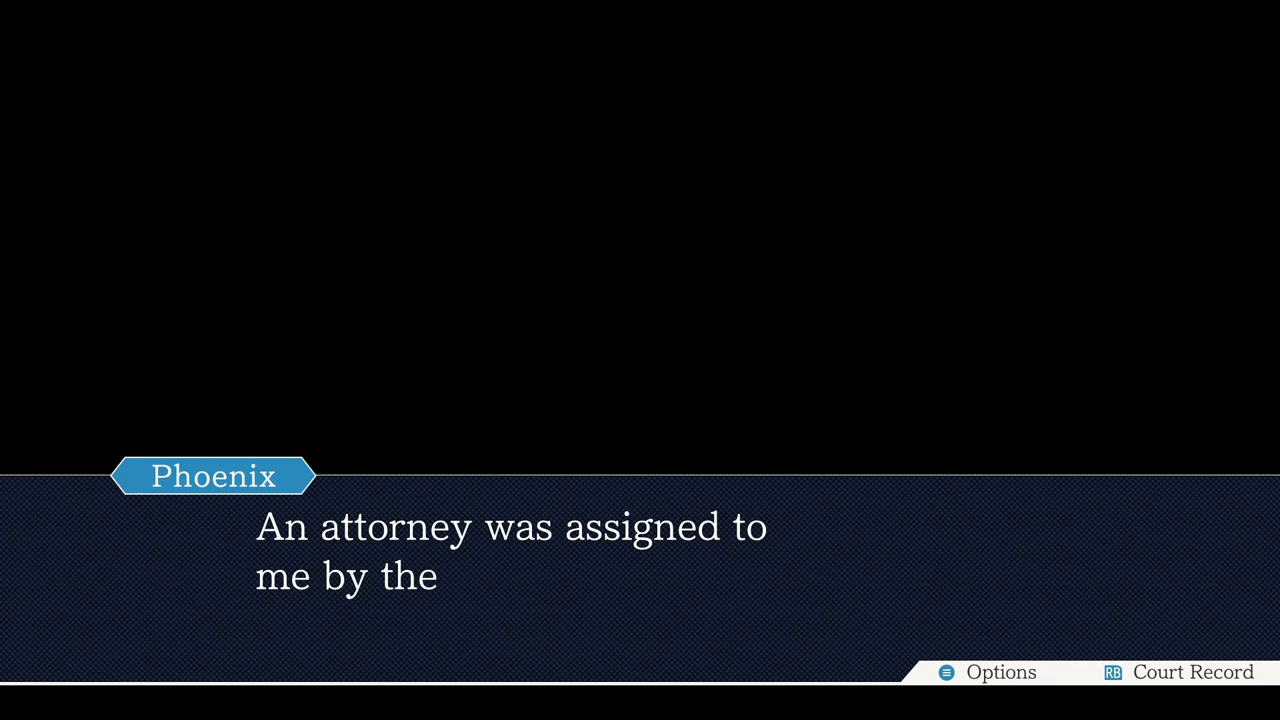 Phoenix
An attorney was assigned to
me by the
Options
RB Court Record